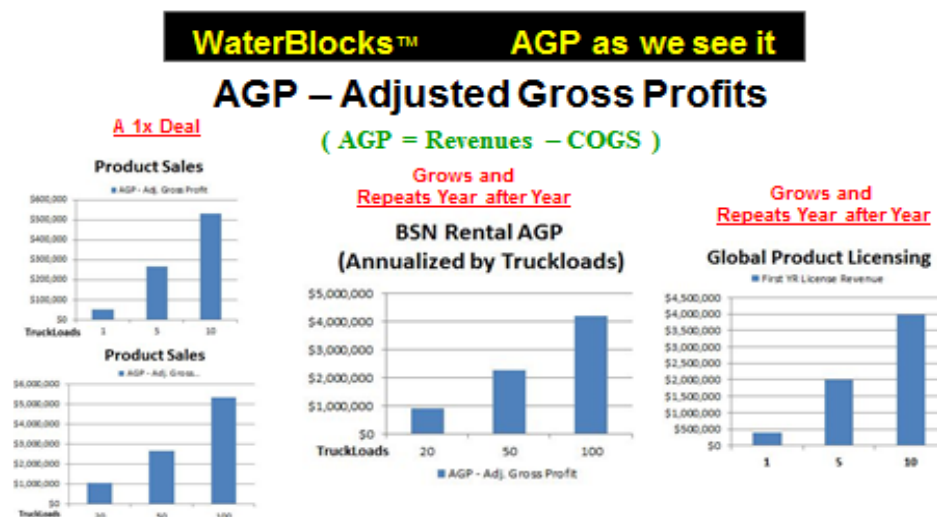 WaterBlocks™ AGP as we see it
AGP – Adjusted Gross Profits
( AGP = Revenues – COGS )
A 1x Deal
Product Sales
AGP - Adj. Gross Profit
$600,000
$500,000
$400,000
$300,000
$200,000
$100,000
$0
TruckLoads 1 5 10
Product Sales
AGP - Adj. Gross...
$6,000,000
$5,000,000
$4,000,000
$3,000,000
$2,000,000
$1,000,000
$0
TruckLoads 20 50 100
Grows and
Repeats Year after Year
BSN Rental AGP
(Annualized by Truckloads)
$5,000,000
$4,000,000
$3,000,000
$2,000,000
$1,000,000
$0
TruckLoads 20 50 100
AGP - Adj. Gross Profit
Grows and
Repeats Year after Year
Global Product Licensing
First YR License Revenue
$4,500,000
$4,000,000
$3,500,000
$3,000,000
$2,500,000
$2,000,000
$1,500,000
$1,000,000
$500,000
$0
1 5 10